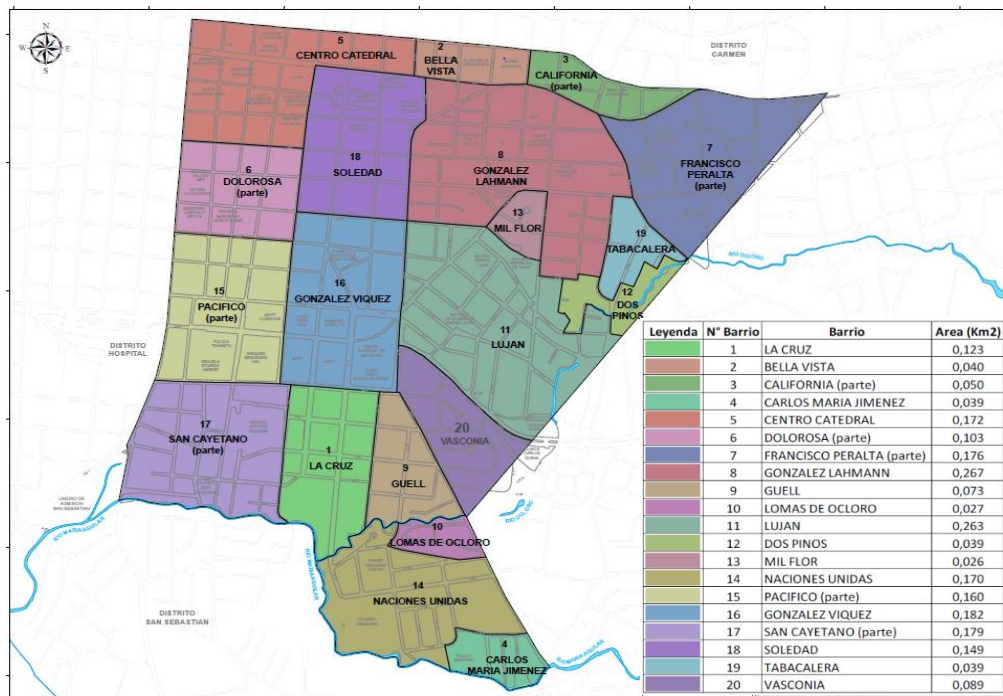 N
W
E
S
DISTRITO
CARMEN
5
CENTRO CATEDRAL
2
BELLA
VISTA
3
CALIFORNIA
(parte)
7
FRANCISCO
PERALTA
(parte)
6
DOLOROSA
(parte)
18
SOLEDAD
8
GONZALEZ
LAHMANN
13
MIL FLOR
19
TABACALERA
RIO OCLORO
12
DOS
PINOS
15
PACIFICO
(parte)
16
GONZALEZ VIQUEZ
11
LUJAN
DISTRITO
HOSPITAL
17
SAN CAYETANO
(parte)
1
LA CRUZ
9
GUELL
20
VASCONIA
RIO OCLORO
10
LOMAS DE OCLORO
RIO MARIA AGUILAR
RIO MARIA AGUILAR
14
NACIONES UNIDAS
DISTRITO
SAN SEBASTIAN
4
CARLOS
MARIA JIMENEZ
RIO MARIA AGUILAR
Leyenda N° Barrio Barrio Area (Km2)
1 LA CRUZ 0,123
2 BELLA VISTA 0,040
3 CALIFORNIA (parte) 0,050
4 CARLOS MARIA JIMENEZ 0,039
5 CENTRO CATEDRAL 0,172
6 DOLOROSA (parte) 0,103
7 FRANCISCO PERALTA (parte) 0,176
8 GONZALEZ LAHMANN 0,267
9 GUELL 0,073
10 LOMAS DE OCLORO 0,027
11 LUJAN 0,263
12 DOS PINOS 0,039
13 MIL FLOR 0,026
14 NACIONES UNIDAS 0,170
15 PACIFICO (parte) 0,160
16 GONZALEZ VIQUEZ 0,182
17 SAN CAYETANO (parte) 0,179
18 SOLEDAD 0,149
19 TABACALERA 0,039
20 VASCONIA 0,089